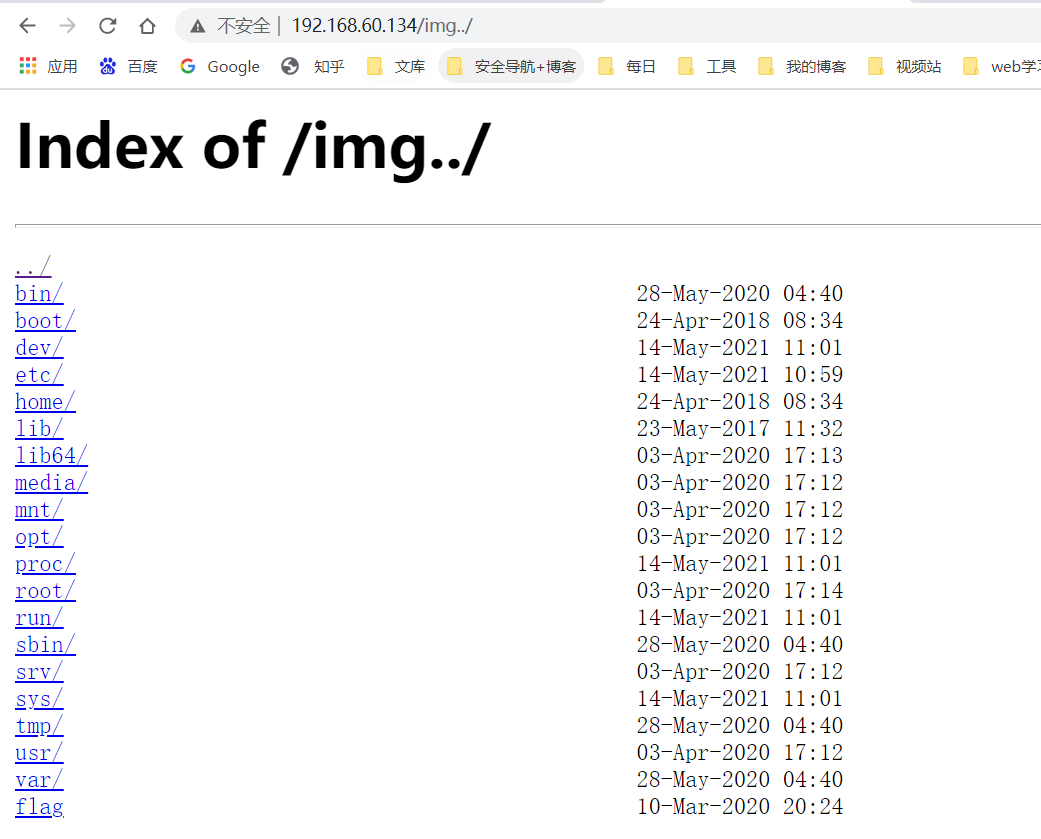 不安全 | 192.168.60.134/img../
应用 百度 Google 知乎 文库 安全导航+博客 每日 工具 我的博客 视频站 web学习
Index of /img../
../
bin/ 28-May-2020 04:40
boot/ 24-Apr-2018 08:34
dev/ 14-May-2021 11:01
etc/ 14-May-2021 10:59
home/ 24-Apr-2018 08:34
lib/ 23-May-2017 11:32
lib64/ 03-Apr-2020 17:13
media/ 03-Apr-2020 17:12
mnt/ 03-Apr-2020 17:12
opt/ 03-Apr-2020 17:12
proc/ 14-May-2021 11:01
root/ 03-Apr-2020 17:14
run/ 14-May-2021 11:01
sbin/ 28-May-2020 04:40
srv/ 03-Apr-2020 17:12
sys/ 14-May-2021 11:01
tmp/ 28-May-2020 04:40
usr/ 03-Apr-2020 17:12
var/ 28-May-2020 04:40
flag 10-Mar-2020 20:24